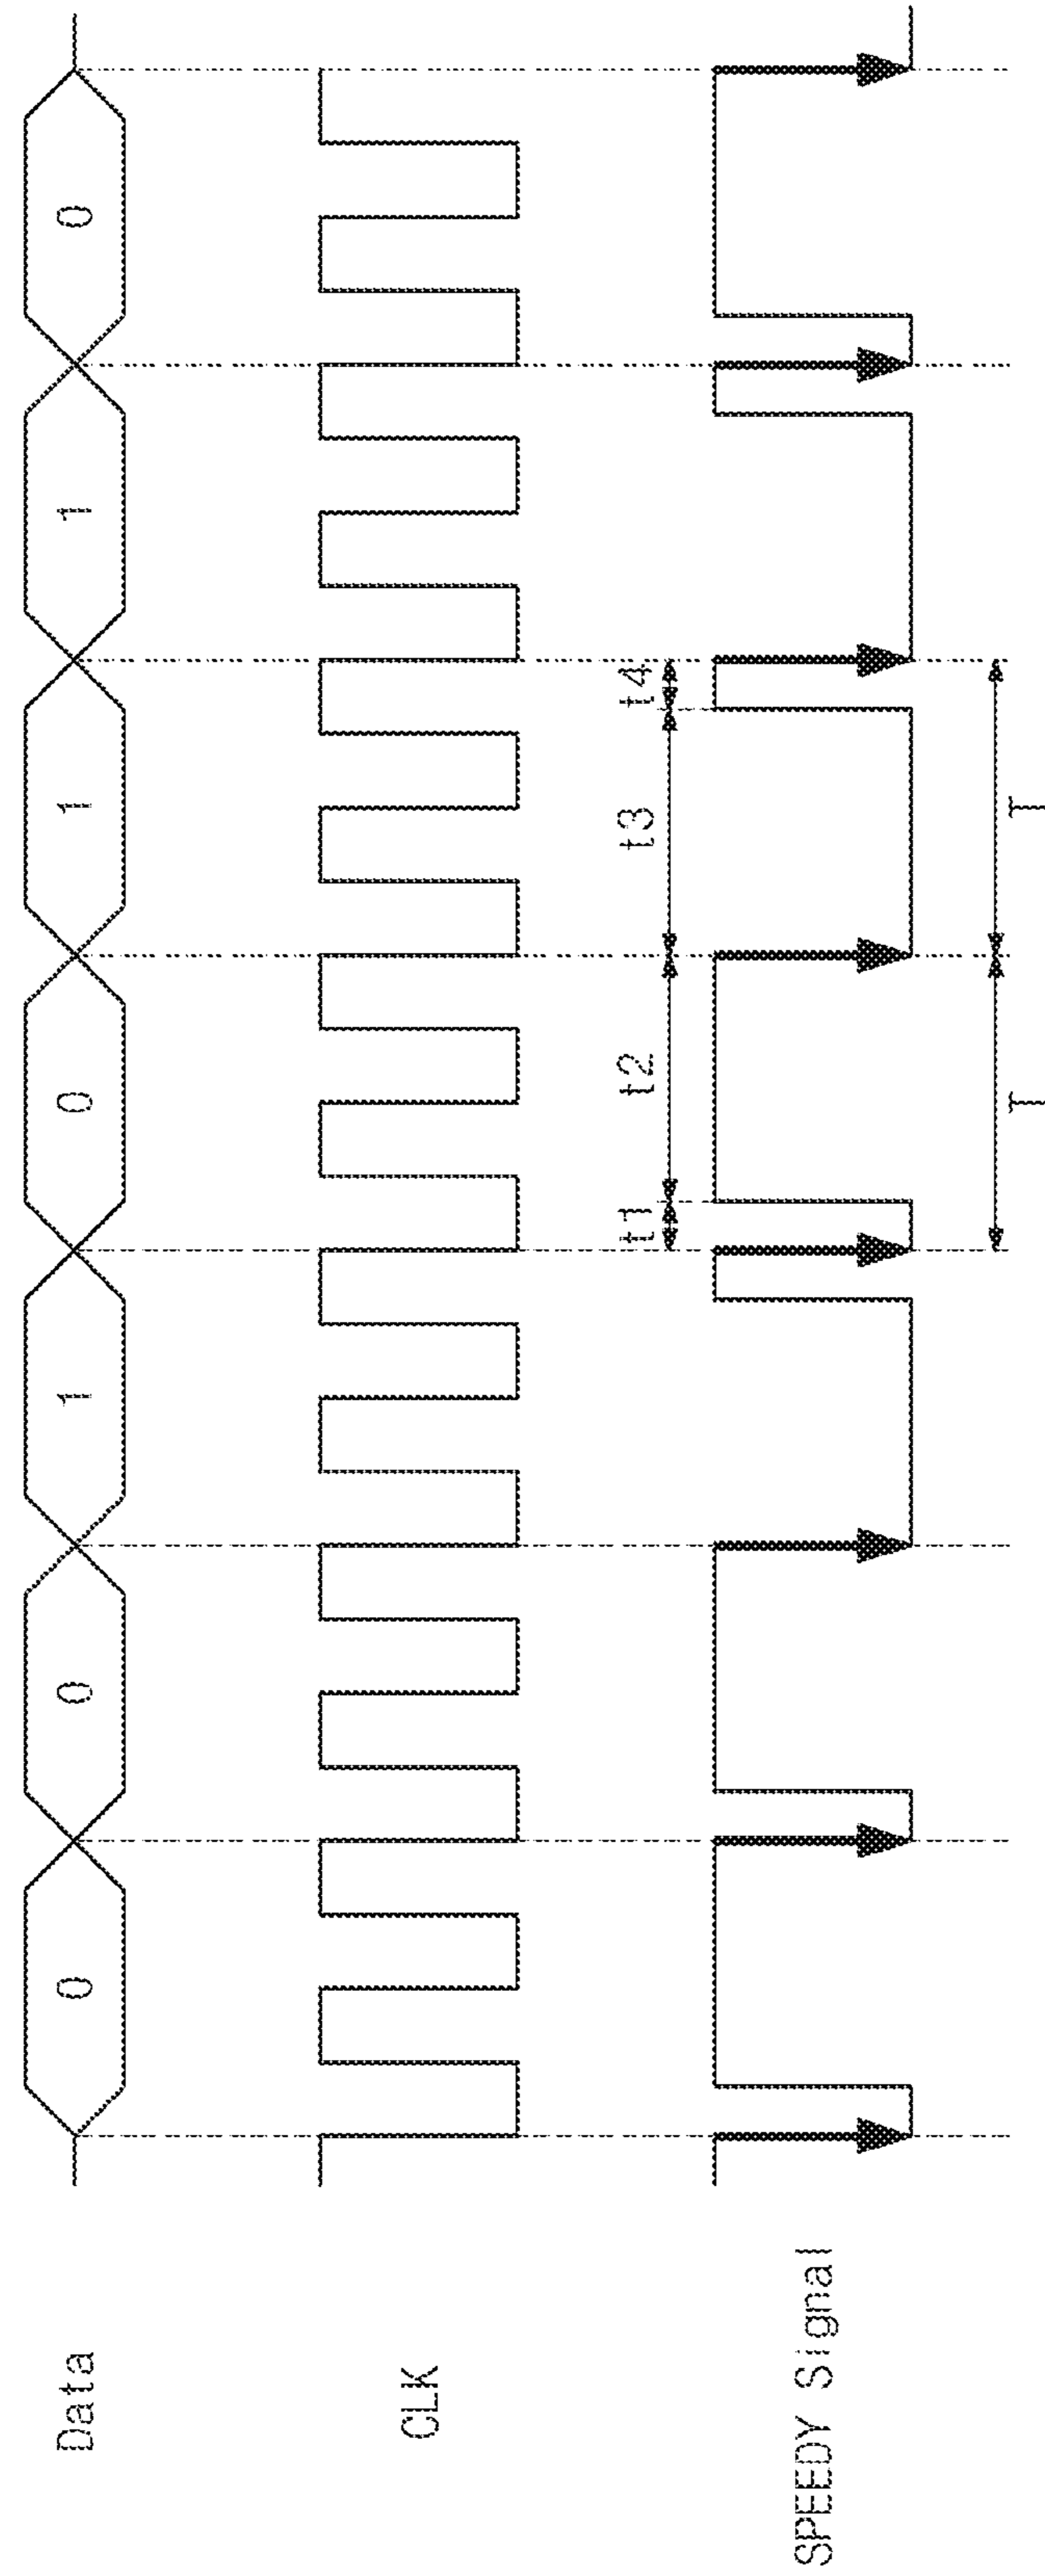 Data 0 0 1 0 1 1 0
CLK
t1 t2 t3 t4
SPEEDY Signal
T T